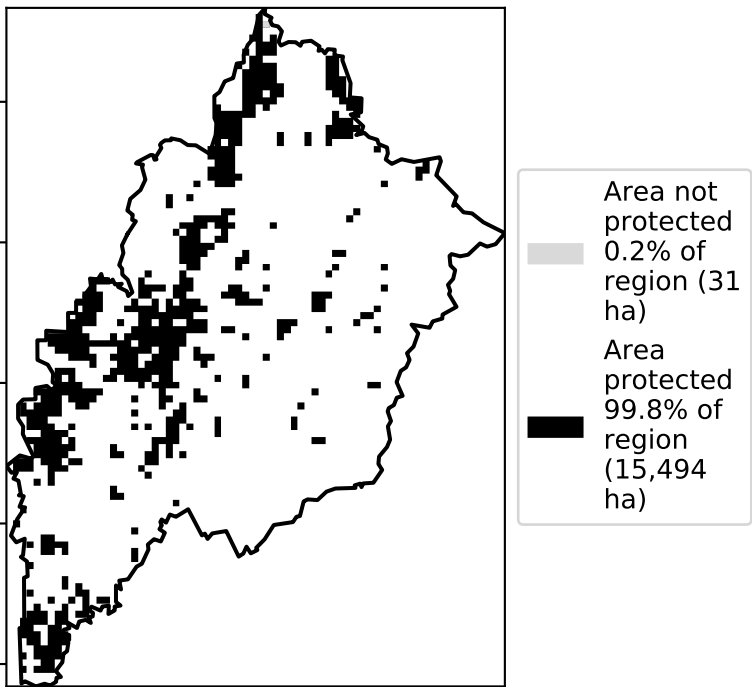 Area not
protected
0.2% of
region (31
ha)
Area
protected
99.8% of
region
(15,494
ha)